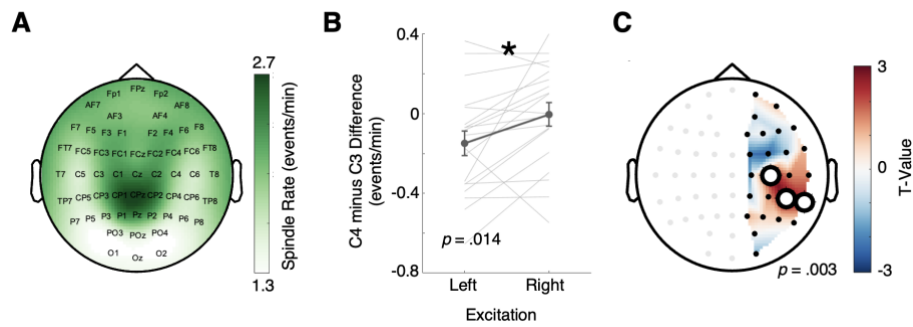 A
2.7
Spindle Rate (events/min)
1.3
Fp1 FPz Fp2
AF7 AF8
AF3 AF4
F7 F5 F3 F1 F2 F4 F6 F8
FT7 FC5 FC3 FC1 FCz FC2 FC4 FC6 FT8
T7 C5 C3 C1 Cz C2 C4 C6 T8
TP7 CP5 CP3 CP1 CPz CP2 CP4 CP6 TP8
P7 P5 P3 P1 Pz P2 P4 P6 P8
PO3 POz PO4
O1 Oz O2
B
C4 minus C3 Difference
(events/min)
0.4
0
-0.4
-0.8
*
p = .014
Left Right
Excitation
C
3
0
-3
T-Value
p = .003